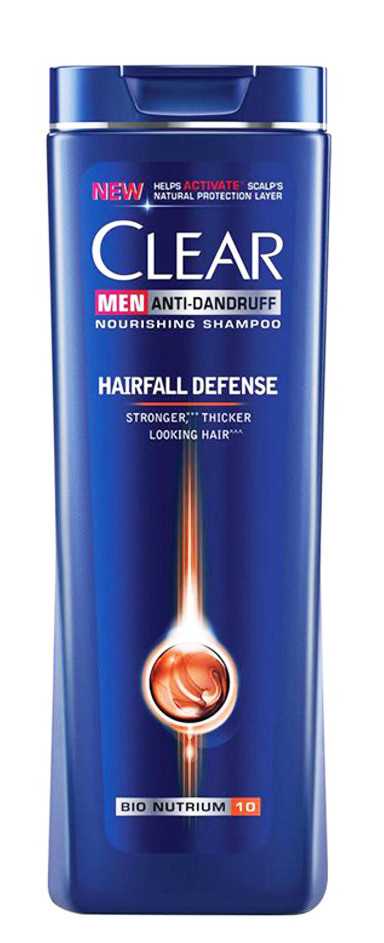 NEW HELPS ACTIVATE* SCALP'S
NATURAL PROTECTION LAYER
CLEAR
MEN ANTI-DANDRUFF
NOURISHING SHAMPOO
HAIRFALL DEFENSE
STRONGER,*** THICKER
LOOKING HAIR^^^
BIO NUTRIUM 10